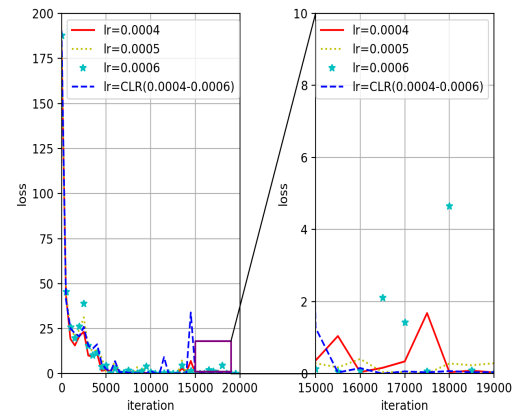 200
175
150
125
100
75
50
25
0
loss
0
5000
10000
15000
20000
iteration
lr=0.0004
lr=0.0005
lr=0.0006
lr=CLR(0.0004-0.0006)
10
8
6
4
2
0
loss
15000
16000
17000
18000
19000
iteration
lr=0.0004
lr=0.0005
lr=0.0006
lr=CLR(0.0004-0.0006)